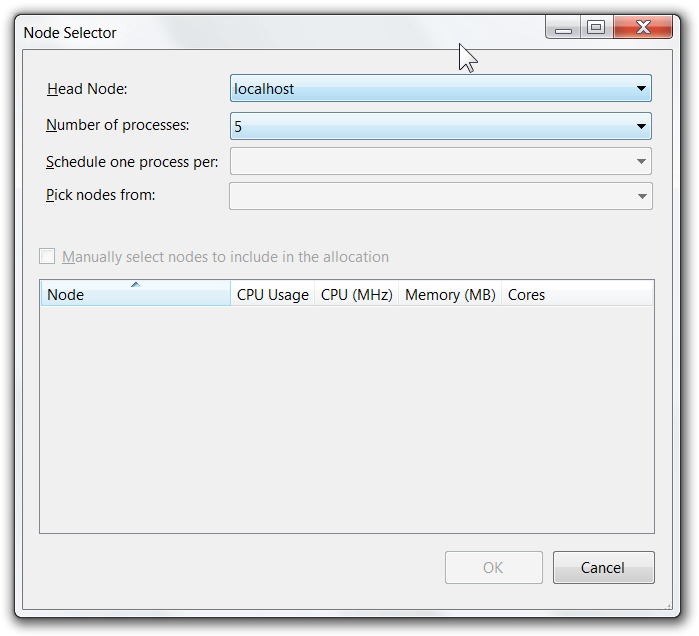 Node Selector
Head Node: localhost
Number of processes: 5
Schedule one process per:
Pick nodes from:
Manually select nodes to include in the allocation
Node CPU Usage CPU (MHz) Memory (MB) Cores
OK Cancel